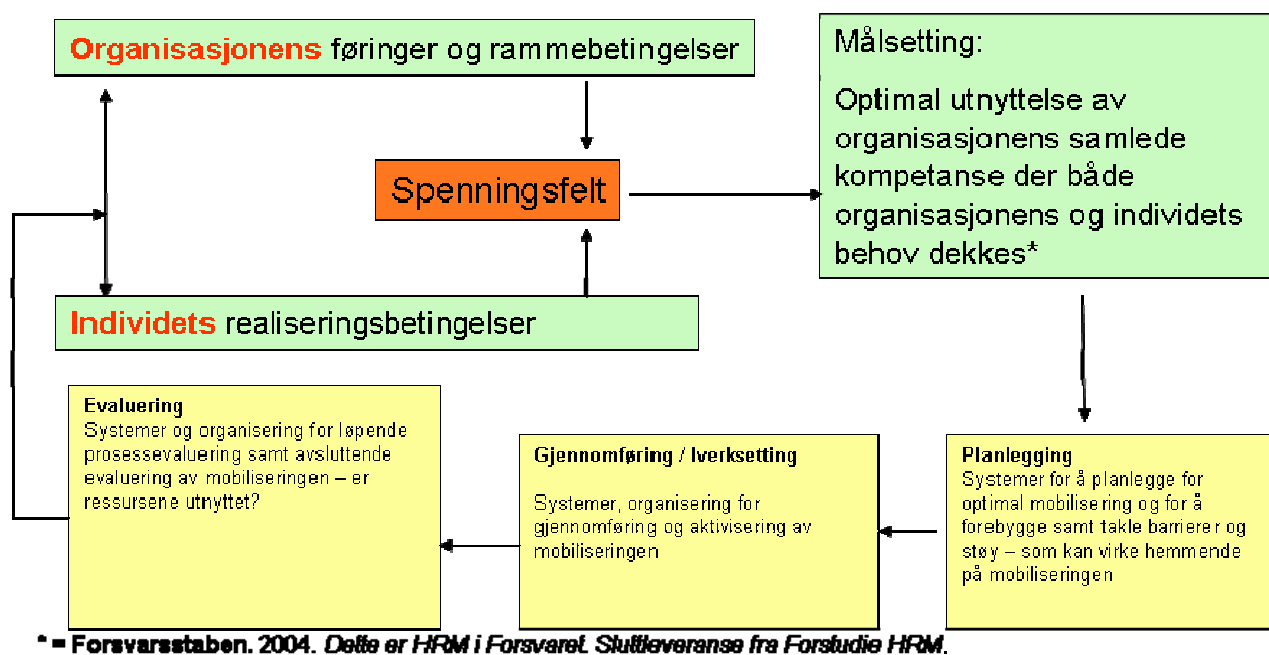 Organisasjonens føringer og rammebetingelser
Spenningsfelt
Individets realiseringsbetingelser
Målsetting:
Optimal utnyttelse av
organisasjonens samlede
kompetanse der både
organisasjonens og individets
behov dekkes*
Planlegging
Systemer for å planlegge for
optimal mobilisering og for å
forebygge samt takle barrierer og
støy – som kan virke hemmende
på mobiliseringen
Gjennomføring / Iverksetting
Systemer, organisering for
gjennomføring og aktivisering av
mobiliseringen
Evaluering
Systemer og organisering for løpende
prosessevaluering samt avsluttende
evaluering av mobiliseringen – er
ressursene utnyttet?
* = Forsvarsstaben. 2004. Dette er HRM i Forsvaret. Sluttleveranse fra Forstudie HRM.